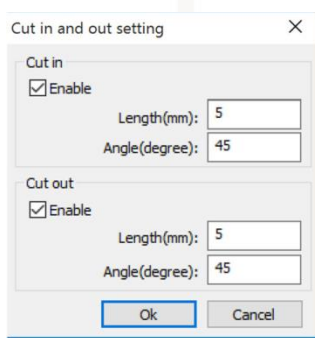 Cut in and out setting
Cut in
Enable
Length(mm): 5
Angle(degree): 45
Cut out
Enable
Length(mm): 5
Angle(degree): 45
Ok Cancel